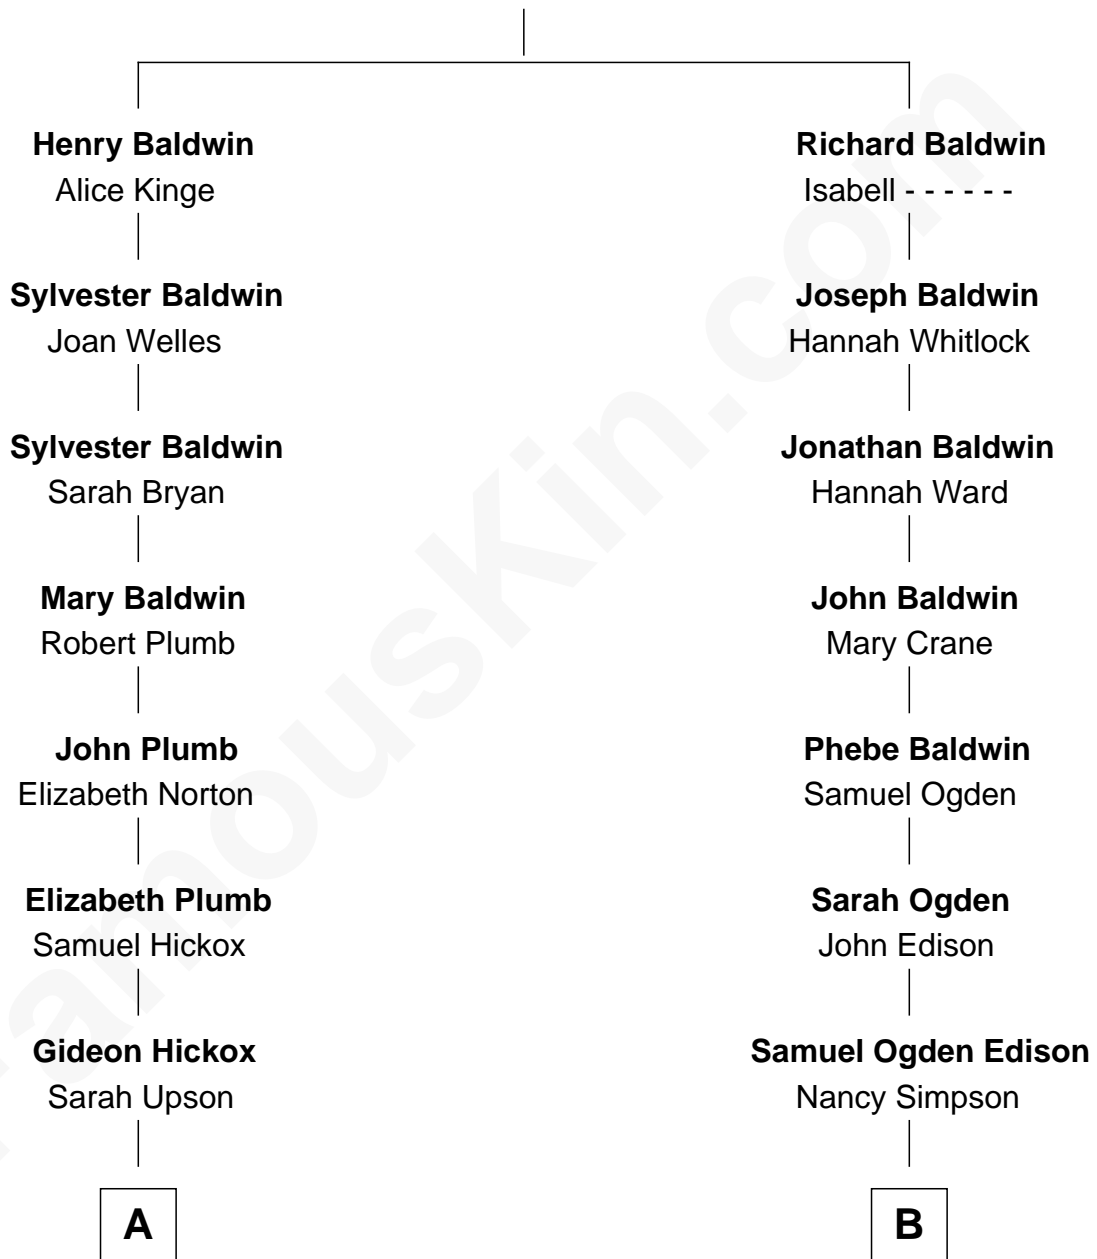 Henry Baldwin
Alice Kinge
Sylvester Baldwin
Joan Welles
Sylvester Baldwin
Sarah Bryan
Mary Baldwin
Robert Plumb
John Plumb
Elizabeth Norton
Elizabeth Plumb
Samuel Hickox
Gideon Hickox
Sarah Upson
A
Richard Baldwin
Isabell - - - - - -
Joseph Baldwin
Hannah Whitlock
Jonathan Baldwin
Hannah Ward
John Baldwin
Mary Crane
Phebe Baldwin
Samuel Ogden
Sarah Ogden
John Edison
Samuel Ogden Edison
Nancy Simpson
B
FamousKin.com